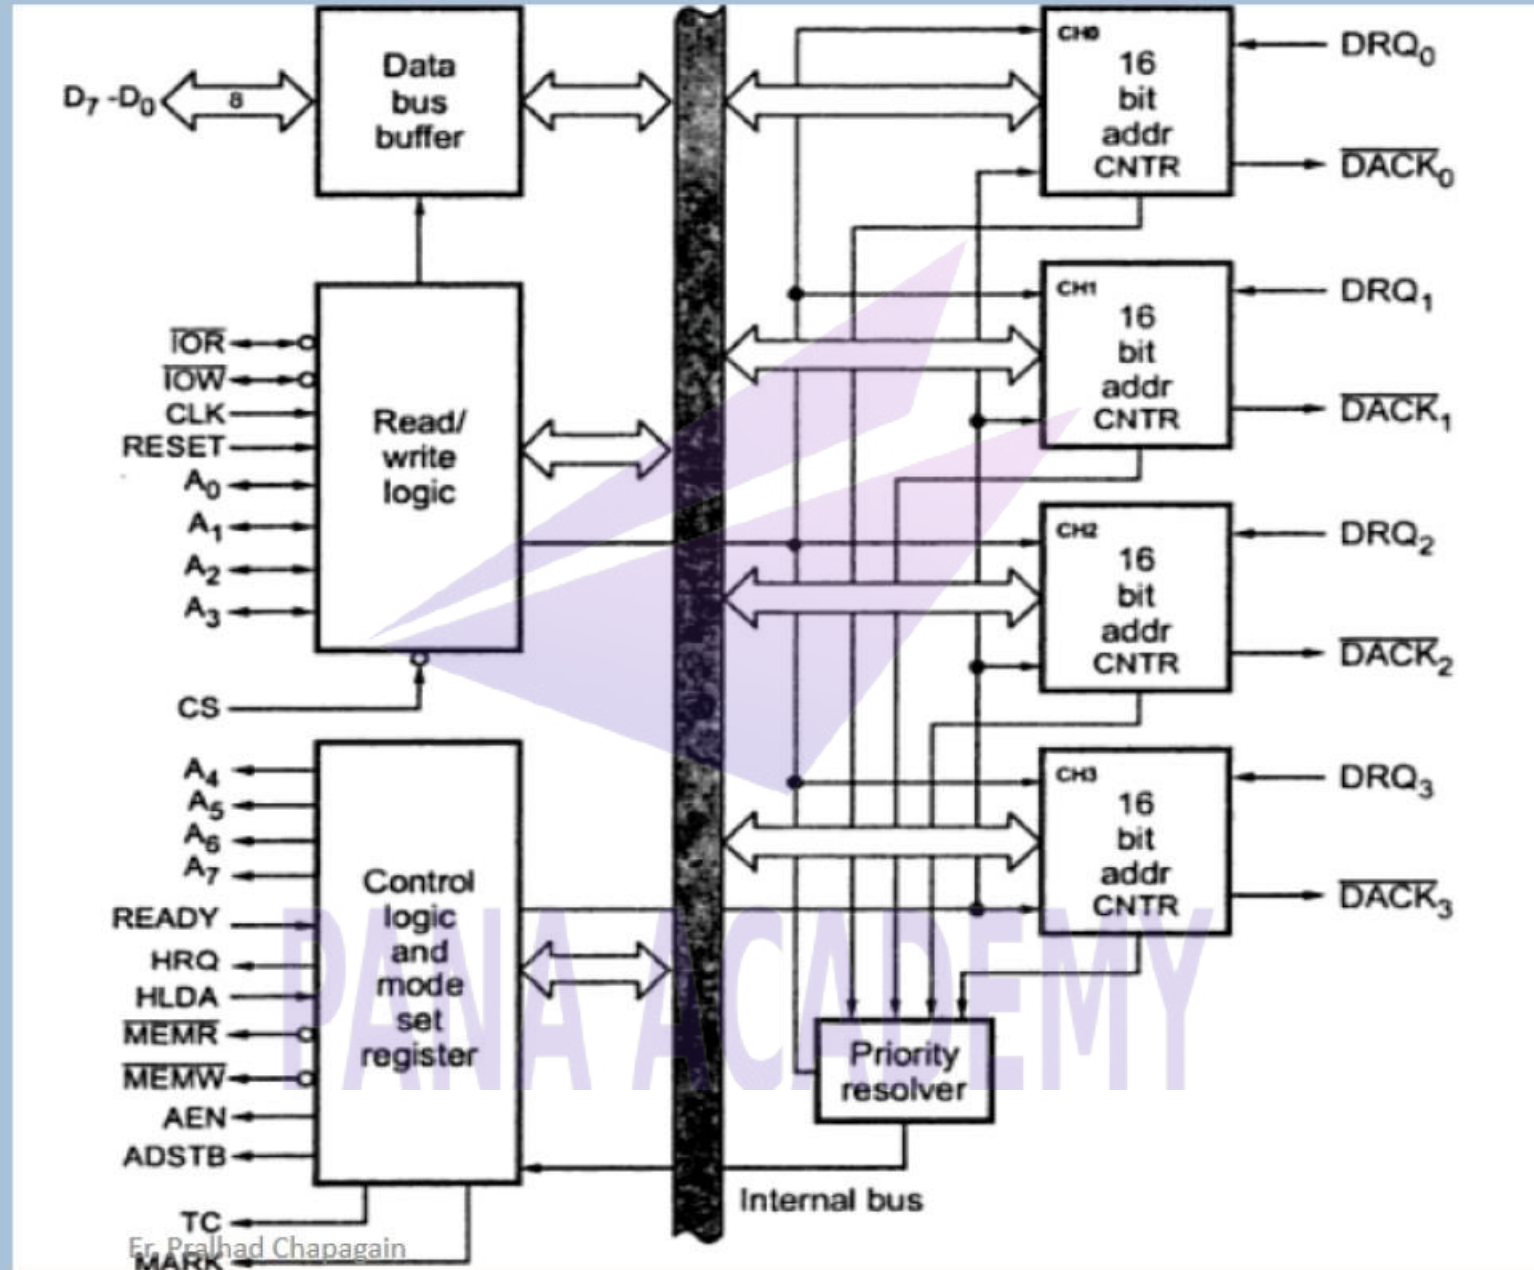 D₇ -D₀
8
Data
bus
buffer
IOR
IOW
CLK
RESET
A₀
A₁
A₂
A₃
Read/
write
logic
CS
A₄
A₅
A₆
A₇
READY
HRQ
HLDA
MEMR
MEMW
AEN
ADSTB
Control
logic
and
mode
set
register
TC
MARK
Er. Pralhad Chapagain
CH0
16
bit
addr
CNTR
DRQ₀
DACK₀
CH1
16
bit
addr
CNTR
DRQ₁
DACK₁
CH2
16
bit
addr
CNTR
DRQ₂
DACK₂
CH3
16
bit
addr
CNTR
DRQ₃
DACK₃
Priority
resolver
Internal bus
PANA ACADEMY